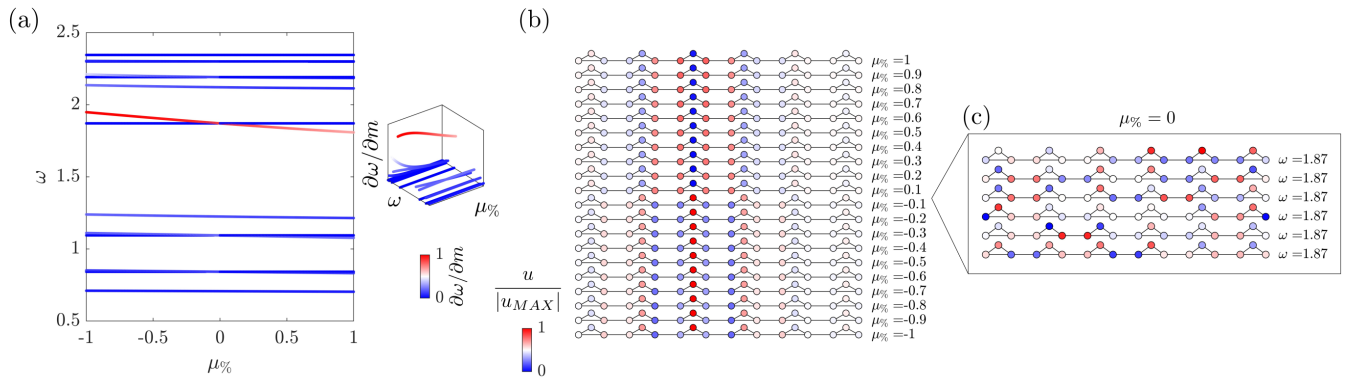 (a)
2.5
2
1.5
1
0.5
ω
-1
-0.5
0
0.5
1
μ%
∂ω/∂m
ω
μ%
1
0
∂ω/∂m
(b)
μ% =1
μ% =0.9
μ% =0.8
μ% =0.7
μ% =0.6
μ% =0.5
μ% =0.4
μ% =0.3
μ% =0.2
μ% =0.1
μ% =-0.1
μ% =-0.2
μ% =-0.3
μ% =-0.4
μ% =-0.5
μ% =-0.6
μ% =-0.7
μ% =-0.8
μ% =-0.9
μ% =-1
u
|uMAX|
1
0
(c)
μ% = 0
ω =1.87
ω =1.87
ω =1.87
ω =1.87
ω =1.87
ω =1.87